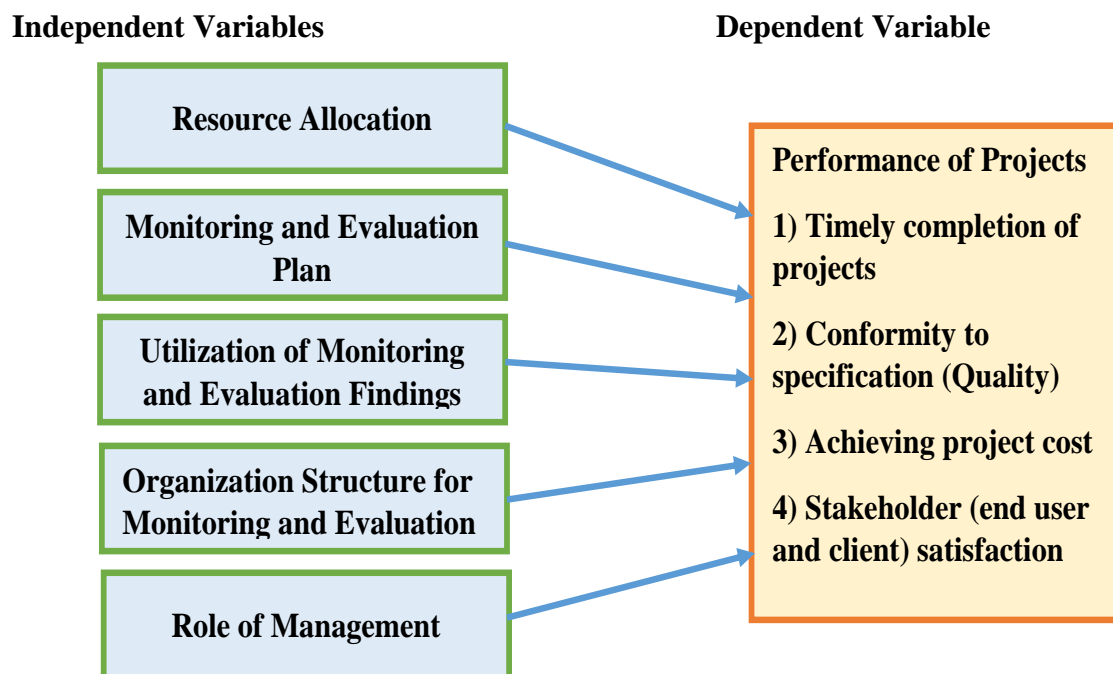 Independent Variables
Dependent Variable
Resource Allocation
Monitoring and Evaluation
Plan
Utilization of Monitoring
and Evaluation Findings
Organization Structure for
Monitoring and Evaluation
Role of Management
Performance of Projects
1) Timely completion of
projects
2) Conformity to
specification (Quality)
3) Achieving project cost
4) Stakeholder (end user
and client) satisfaction